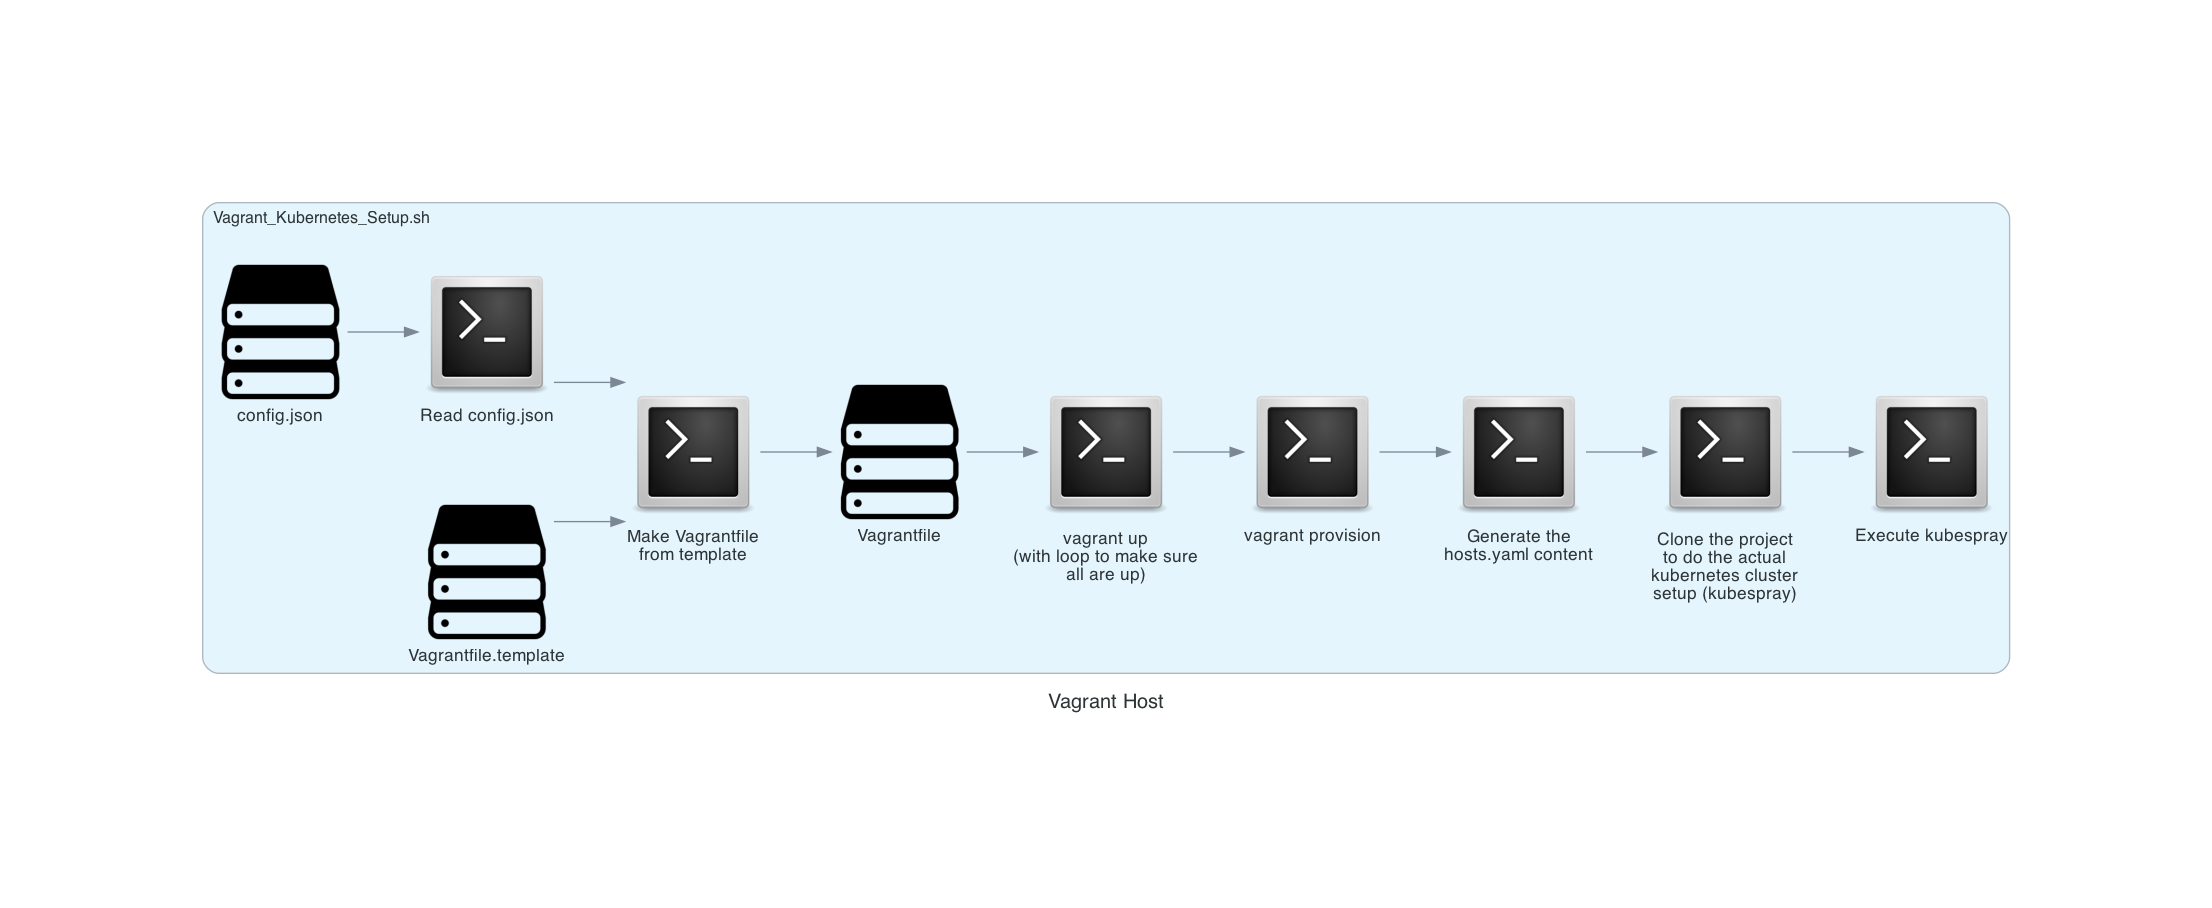 Vagrant_Kubernetes_Setup.sh
config.json
Read config.json
Vagrantfile.template
Make Vagrantfile
from template
Vagrantfile
vagrant up
(with loop to make sure
all are up)
vagrant provision
Generate the
hosts.yaml content
Clone the project
to do the actual
kubernetes cluster
setup (kubespray)
Execute kubespray
Vagrant Host